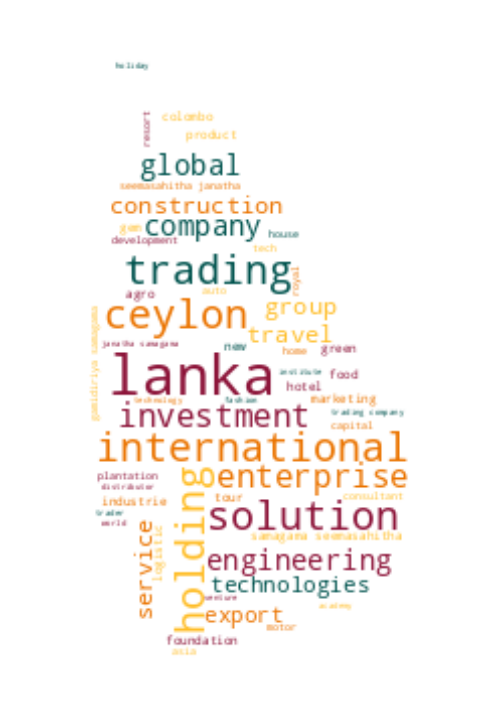 holiday
resort
colombo
product
global
seemasahitha janatha
construction
gem
company
house
development
tech
trading
royal
agro
auto
ceylon
group
gamidiriya samagama
travel
janatha samagama
new
home
green
lanka
institute
food
hotel
technology
fashion
marketing
investment
trading company
capital
international
plantation
holding
enterprise
distributor
industrie
tour
consultant
trader
solution
world
service
logistic
samagama seemasahitha
engineering
technologies
venture
academy
export
motor
foundation
asia